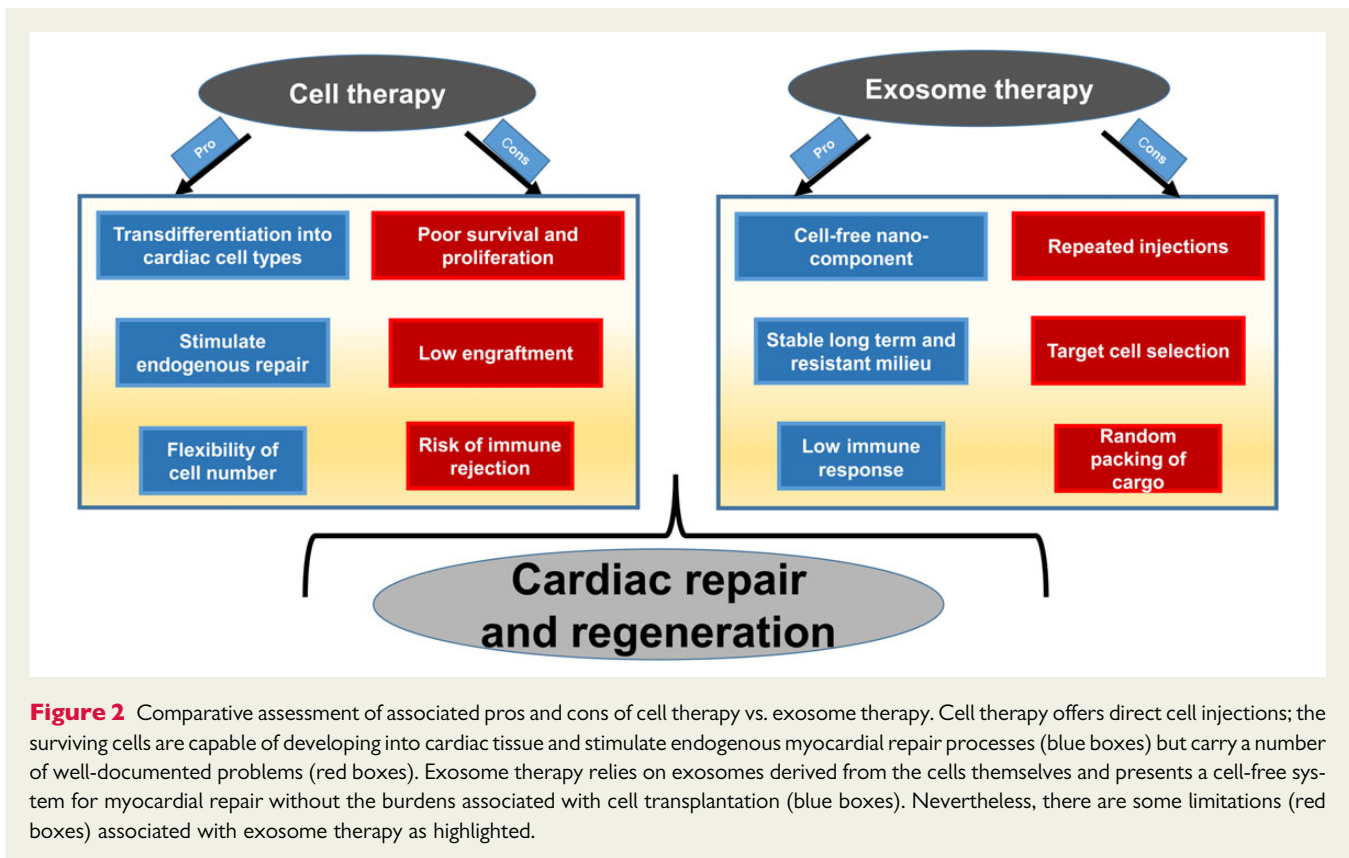 Cell therapy
Pro
Cons
Transdifferentiation into
cardiac cell types
Poor survival and
proliferation
Stimulate
endogenous repair
Low engraftment
Flexibility of
cell number
Risk of immune
rejection
Exosome therapy
Pro
Cons
Cell-free nano-
component
Repeated injections
Stable long term and
resistant milieu
Target cell selection
Low immune
response
Random
packing of
cargo
Cardiac repair
and regeneration
Figure 2 Comparative assessment of associated pros and cons of cell therapy vs. exosome therapy. Cell therapy offers direct cell injections; the
surviving cells are capable of developing into cardiac tissue and stimulate endogenous myocardial repair processes (blue boxes) but carry a number
of well-documented problems (red boxes). Exosome therapy relies on exosomes derived from the cells themselves and presents a cell-free sys-
tem for myocardial repair without the burdens associated with cell transplantation (blue boxes). Nevertheless, there are some limitations (red
boxes) associated with exosome therapy as highlighted.